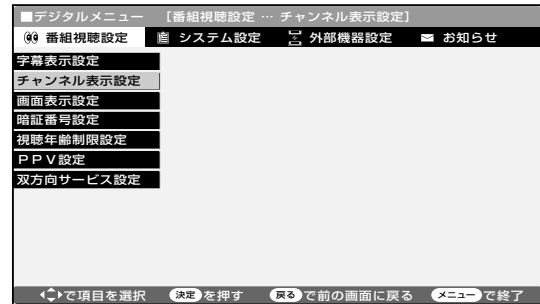 ■デジタルメニュー [番組視聴設定 … チャンネル表示設定]
番組視聴設定 システム設定 外部機器設定 お知らせ
字幕表示設定
チャンネル表示設定
画面表示設定
暗証番号設定
視聴年齢制限設定
ＰＰＶ設定
双方向サービス設定
で項目を選択 決定を押す 戻るで前の画面に戻る メニューで終了